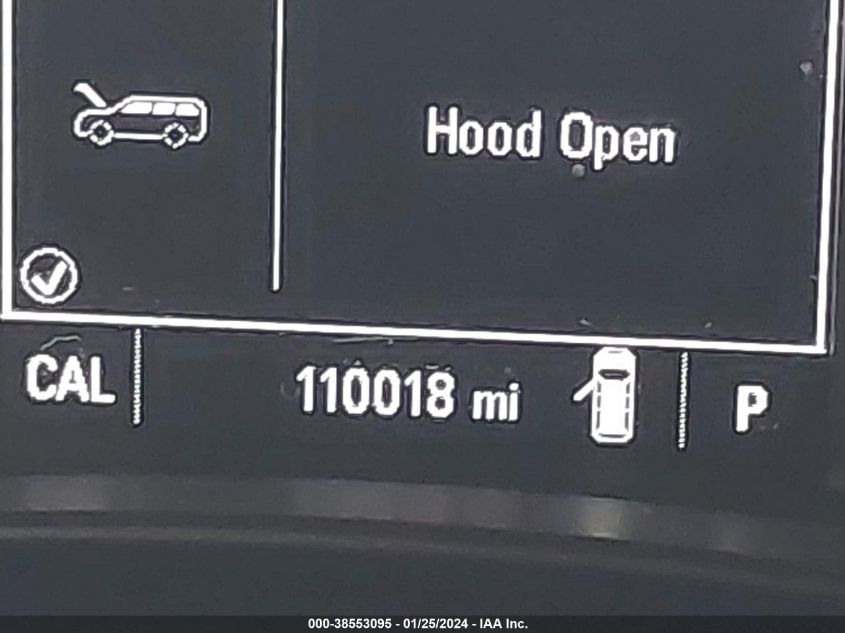 Hood Open
CAL 110018 mi P
000-38553095 - 01/25/2024 - IAA Inc.